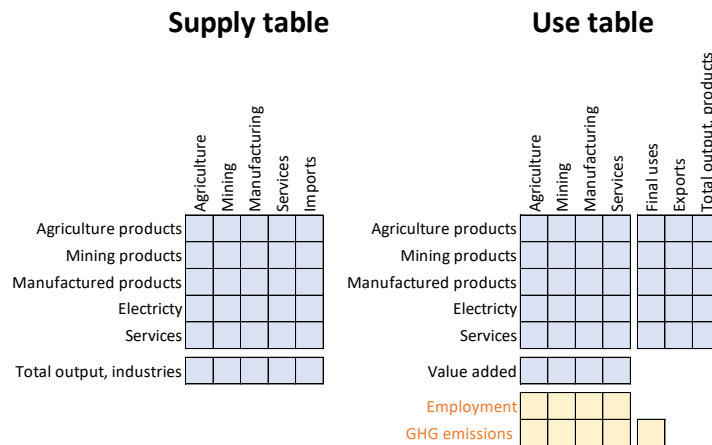 Supply table
Agriculture
Mining
Manufacturing
Services
Imports
Agriculture products
Mining products
Manufactured products
Electricty
Services
Total output, industries
Use table
Agriculture
Mining
Manufacturing
Services
Final uses
Exports
Total output, products
Agriculture products
Mining products
Manufactured products
Electricty
Services
Value added
Employment
GHG emissions